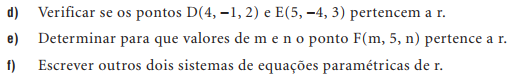 d) Verificar se os pontos D(4, −1, 2) e E(5, −4, 3) pertencem a r.
e) Determinar para que valores de m e n o ponto F(m, 5, n) pertence a r.
f) Escrever outros dois sistemas de equações paramétricas de r.